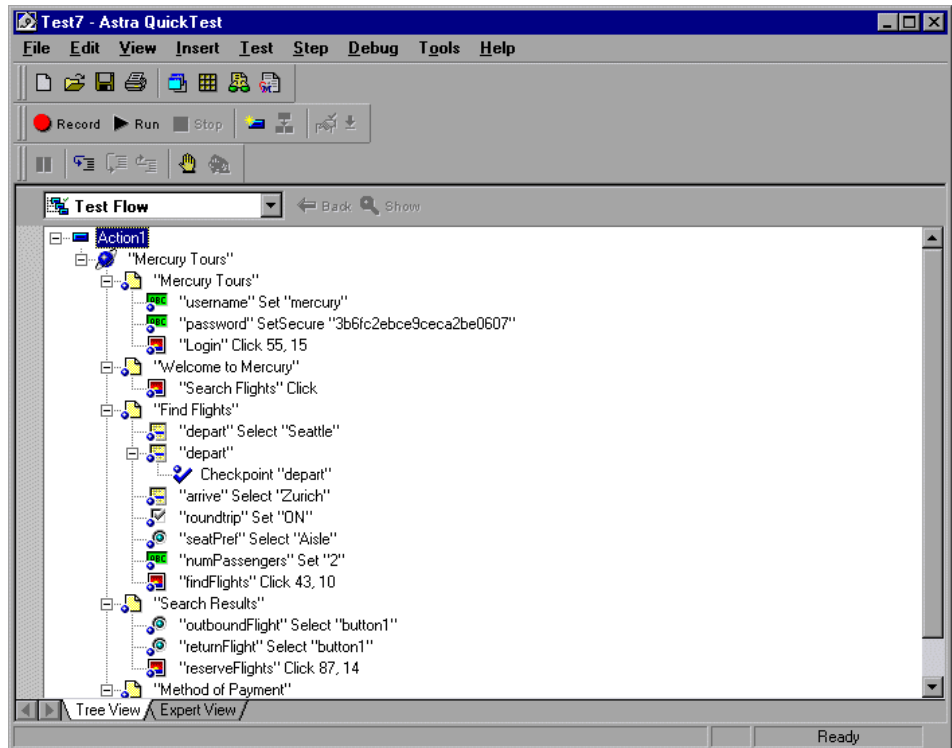 Test7 - Astra QuickTest
File Edit View Insert Test Step Debug Tools Help
Record Run Stop
Test Flow Back Show
Action1
"Mercury Tours"
"Mercury Tours"
"username" Set "mercury"
"password" SetSecure "3b6fc2ebce9ceca2be0607"
"Login" Click 55, 15
"Welcome to Mercury"
"Search Flights" Click
"Find Flights"
"depart" Select "Seattle"
"depart"
Checkpoint "depart"
"arrive" Select "Zurich"
"roundtrip" Set "ON"
"seatPref" Select "Aisle"
"numPassengers" Set "2"
"findFlights" Click 43, 10
"Search Results"
"outboundFlight" Select "button1"
"returnFlight" Select "button1"
"reserveFlights" Click 87, 14
"Method of Payment"
Tree View Expert View
Ready